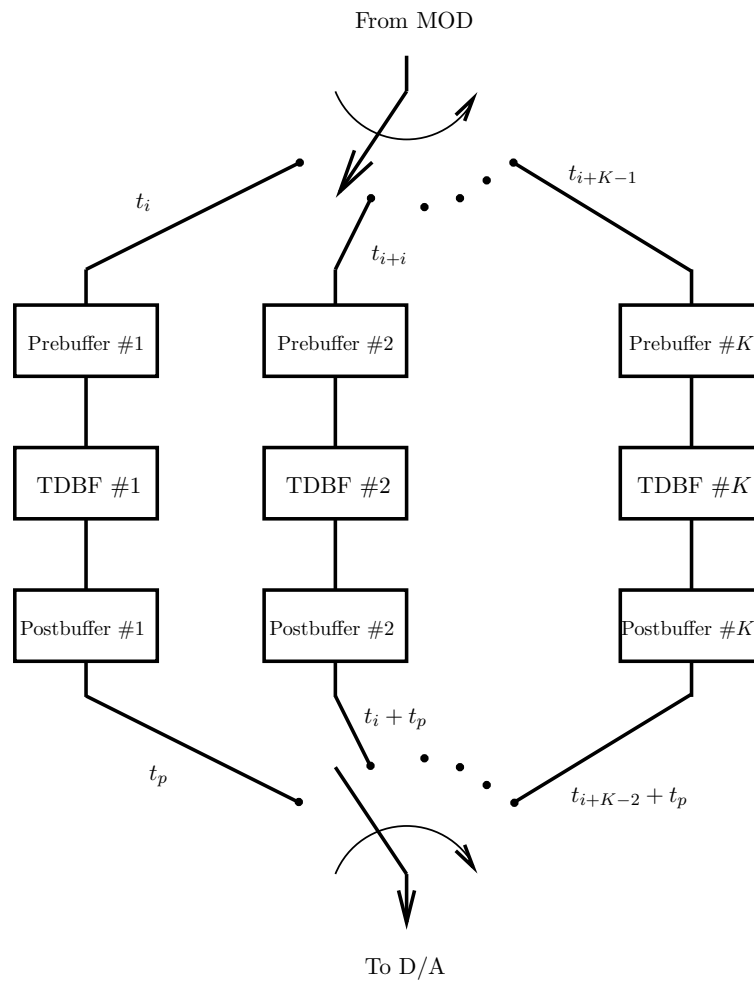 From MOD
t_i
t_{i+i}
t_{i+K-1}
Prebuffer #1
Prebuffer #2
Prebuffer #K
TDBF #1
TDBF #2
TDBF #K
Postbuffer #1
Postbuffer #2
Postbuffer #K
t_p
t_i + t_p
t_{i+K-2} + t_p
To D/A